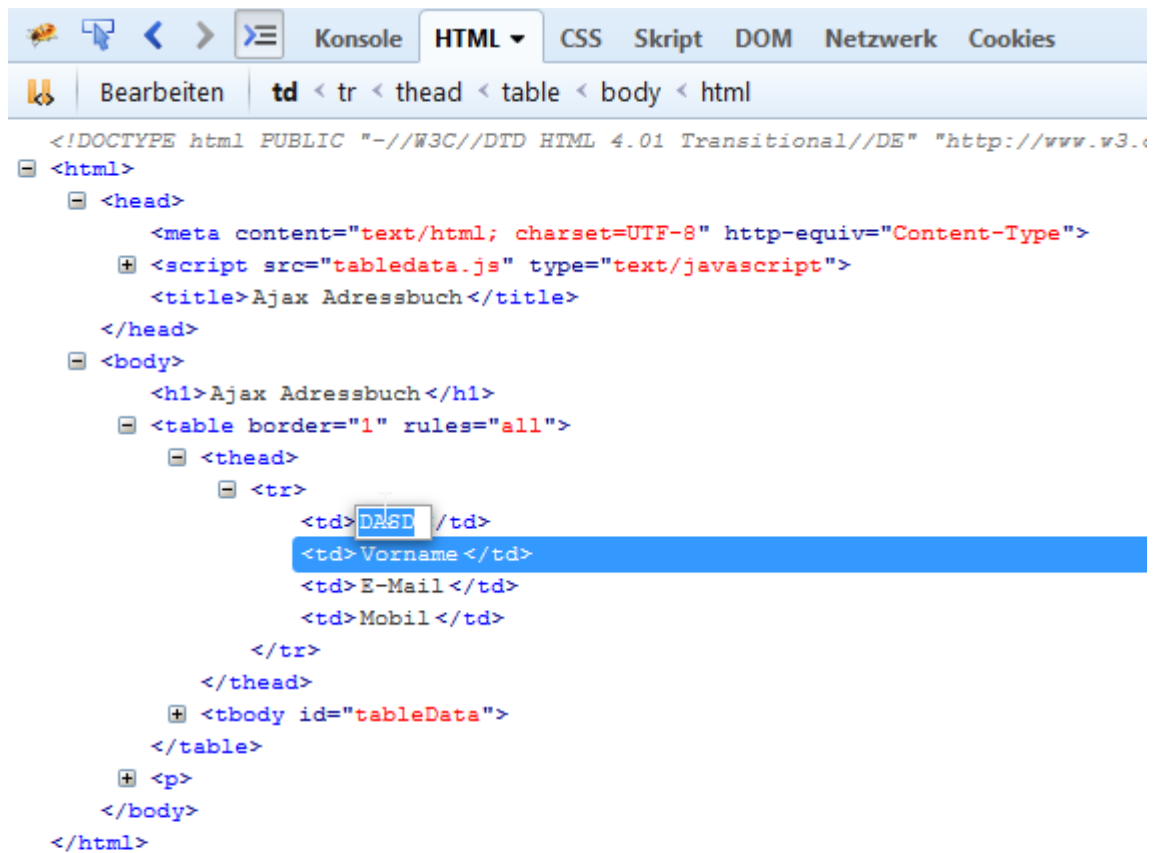 Konsole HTML CSS Skript DOM Netzwerk Cookies
Bearbeiten td < tr < thead < table < body < html
<!DOCTYPE html PUBLIC "-//W3C//DTD HTML 4.01 Transitional//DE" "http://www.w3.
<html>
<head>
<meta content="text/html; charset=UTF-8" http-equiv="Content-Type">
<script src="tabledata.js" type="text/javascript">
<title>Ajax Adressbuch</title>
</head>
<body>
<h1>Ajax Adressbuch</h1>
<table border="1" rules="all">
<thead>
<tr>
<td>DASD /td>
<td>Vorname</td>
<td>E-Mail</td>
<td>Mobil</td>
</tr>
</thead>
<tbody id="tableData">
</table>
<p>
</body>
</html>